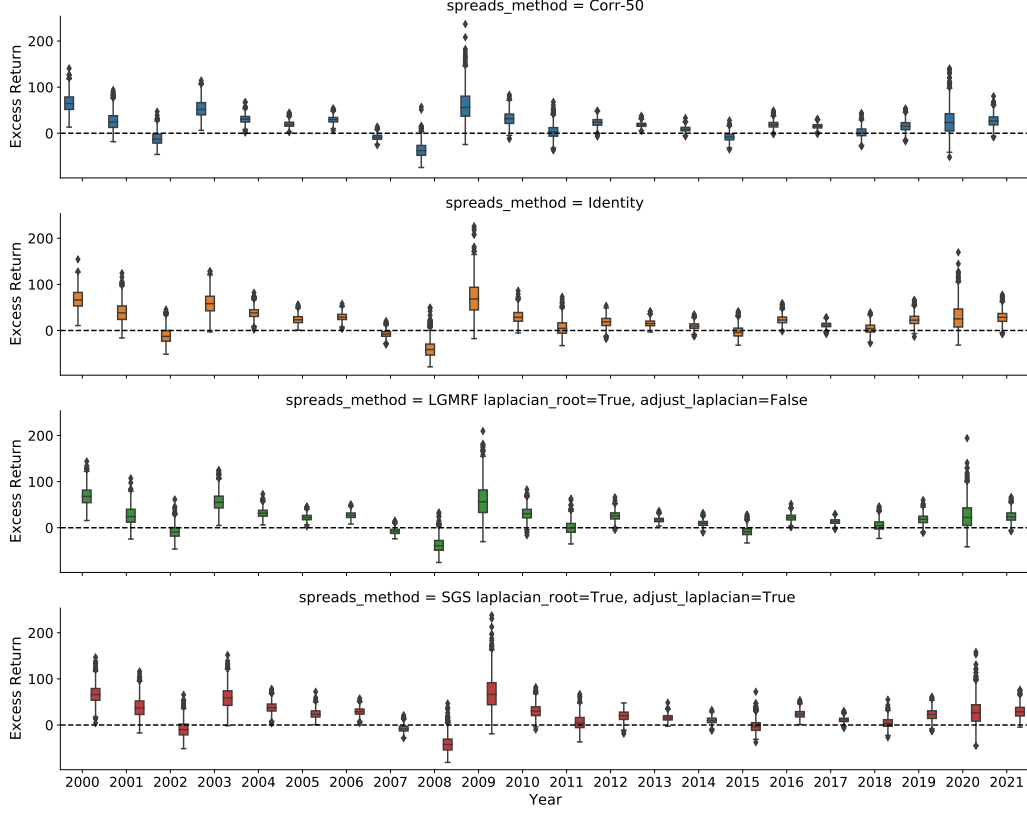 spreads_method = Corr-50
Excess Return
200
100
0
spreads_method = Identity
Excess Return
200
100
0
spreads_method = LGMRF laplacian_root=True, adjust_laplacian=False
Excess Return
200
100
0
spreads_method = SGS laplacian_root=True, adjust_laplacian=True
Excess Return
200
100
0
2000 2001 2002 2003 2004 2005 2006 2007 2008 2009 2010 2011 2012 2013 2014 2015 2016 2017 2018 2019 2020 2021
Year